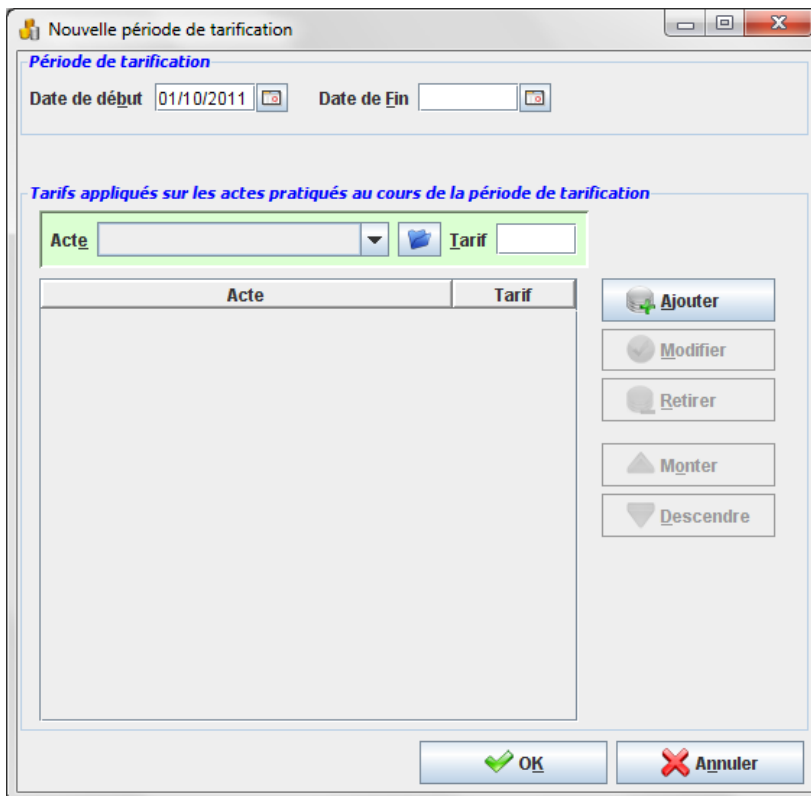 Nouvelle période de tarification
Période de tarification
Date de début 01/10/2011 Date de Fin
Tarifs appliqués sur les actes pratiqués au cours de la période de tarification
Acte Tarif
Acte Tarif
Ajouter
Modifier
Retirer
Monter
Descendre
OK Annuler